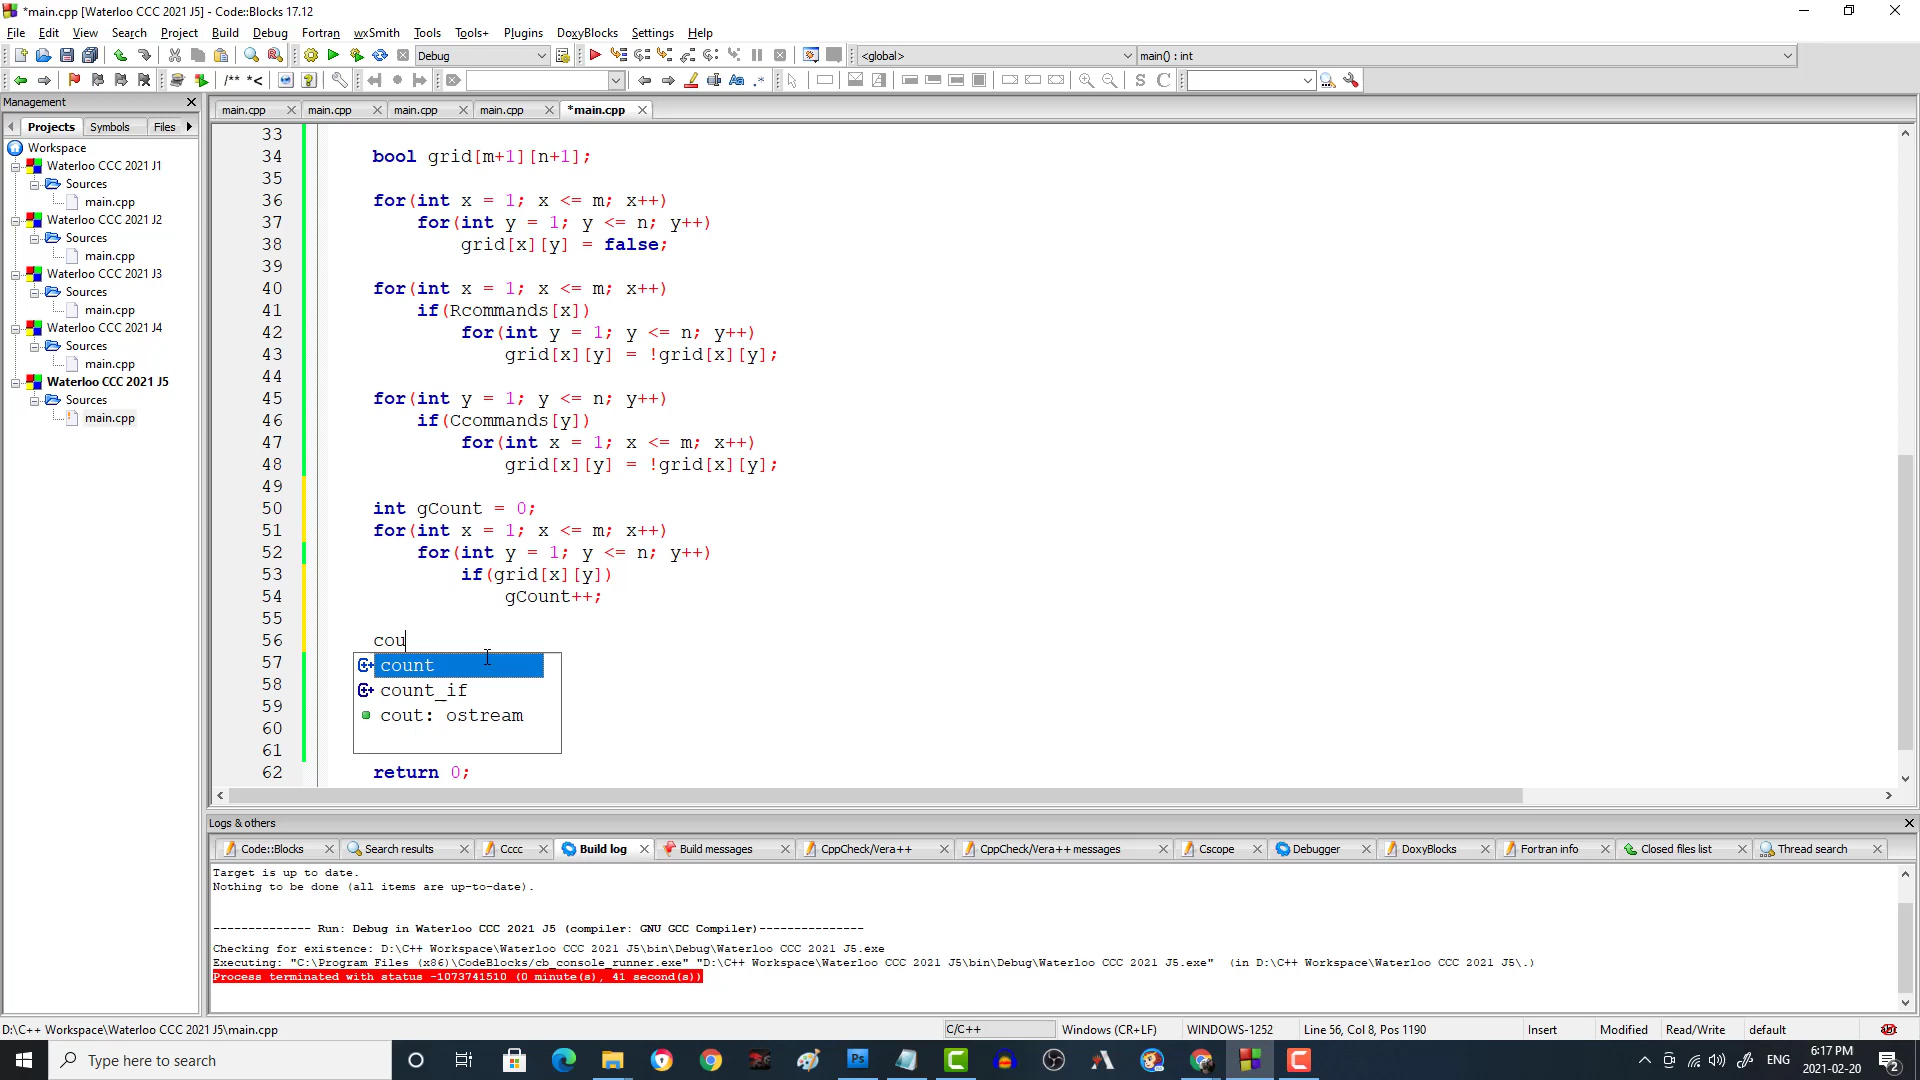 *main.cpp [Waterloo CCC 2021 J5] - Code::Blocks 17.12
File Edit View Search Project Build Debug Fortran wxSmith Tools Tools+ Plugins DoxyBlocks Settings Help
Debug <global> main() : int
/** *<
Management
Projects Symbols Files
main.cpp main.cpp main.cpp main.cpp *main.cpp
Workspace
Waterloo CCC 2021 J1
Sources
main.cpp
Waterloo CCC 2021 J2
Sources
main.cpp
Waterloo CCC 2021 J3
Sources
main.cpp
Waterloo CCC 2021 J4
Sources
main.cpp
Waterloo CCC 2021 J5
Sources
main.cpp
33
34 bool grid[m+1][n+1];
35
36 for(int x = 1; x <= m; x++)
37 for(int y = 1; y <= n; y++)
38 grid[x][y] = false;
39
40 for(int x = 1; x <= m; x++)
41 if(Rcommands[x])
42 for(int y = 1; y <= n; y++)
43 grid[x][y] = !grid[x][y];
44
45 for(int y = 1; y <= n; y++)
46 if(Ccommands[y])
47 for(int x = 1; x <= m; x++)
48 grid[x][y] = !grid[x][y];
49
50 int gCount = 0;
51 for(int x = 1; x <= m; x++)
52 for(int y = 1; y <= n; y++)
53 if(grid[x][y])
54 gCount++;
55
56 cou
57 count
58 count_if
59 cout: ostream
60
61
62 return 0;
Logs & others
Code::Blocks Search results Cccc Build log Build messages CppCheck/Vera++ CppCheck/Vera++ messages Cscope Debugger DoxyBlocks Fortran info Closed files list Thread search
Target is up to date.
Nothing to be done (all items are up-to-date).
-------------- Run: Debug in Waterloo CCC 2021 J5 (compiler: GNU GCC Compiler)---------------
Checking for existence: D:\C++ Workspace\Waterloo CCC 2021 J5\bin\Debug\Waterloo CCC 2021 J5.exe
Executing: "C:\Program Files (x86)\CodeBlocks/cb_console_runner.exe" "D:\C++ Workspace\Waterloo CCC 2021 J5\bin\Debug\Waterloo CCC 2021 J5.exe" (in D:\C++ Workspace\Waterloo CCC 2021 J5\.)
Process terminated with status -1073741510 (0 minute(s), 41 second(s))
D:\C++ Workspace\Waterloo CCC 2021 J5\main.cpp C/C++ Windows (CR+LF) WINDOWS-1252 Line 56, Col 8, Pos 1190 Insert Modified Read/Write default
Type here to search
ENG
6:17 PM
2021-02-20
2